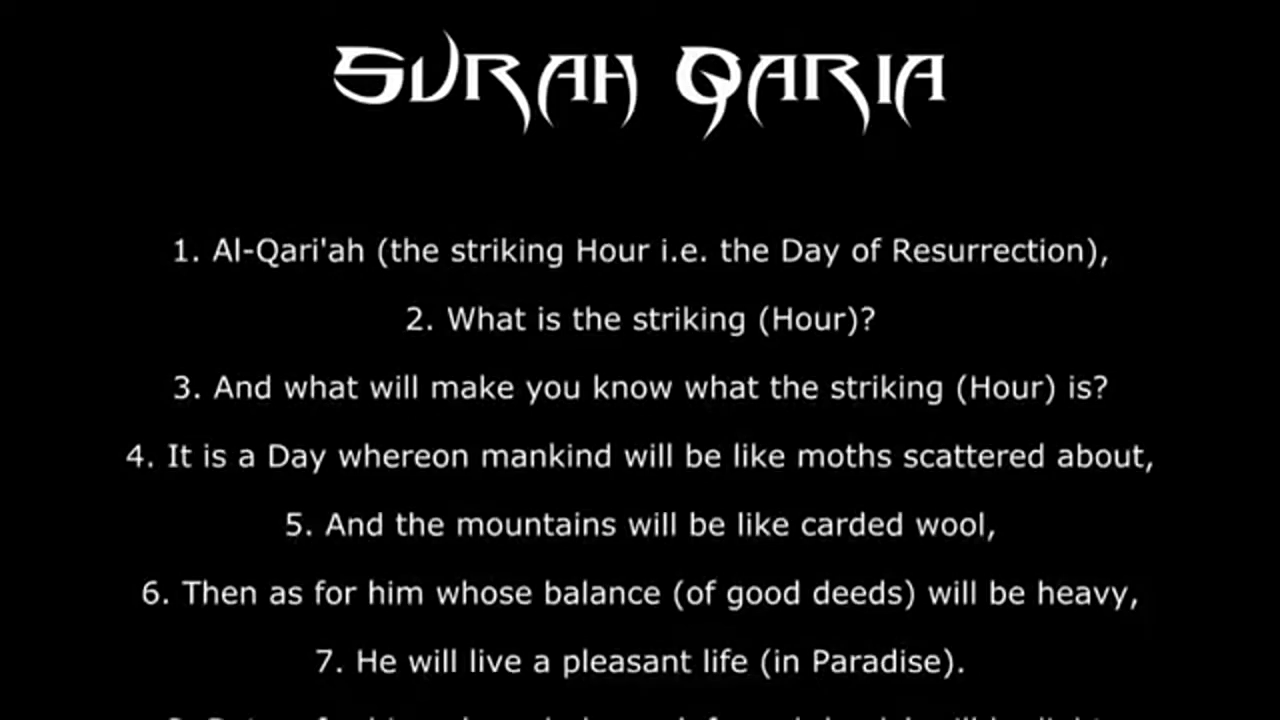 SURAH QARIA
1. Al-Qari'ah (the striking Hour i.e. the Day of Resurrection),
2. What is the striking (Hour)?
3. And what will make you know what the striking (Hour) is?
4. It is a Day whereon mankind will be like moths scattered about,
5. And the mountains will be like carded wool,
6. Then as for him whose balance (of good deeds) will be heavy,
7. He will live a pleasant life (in Paradise).